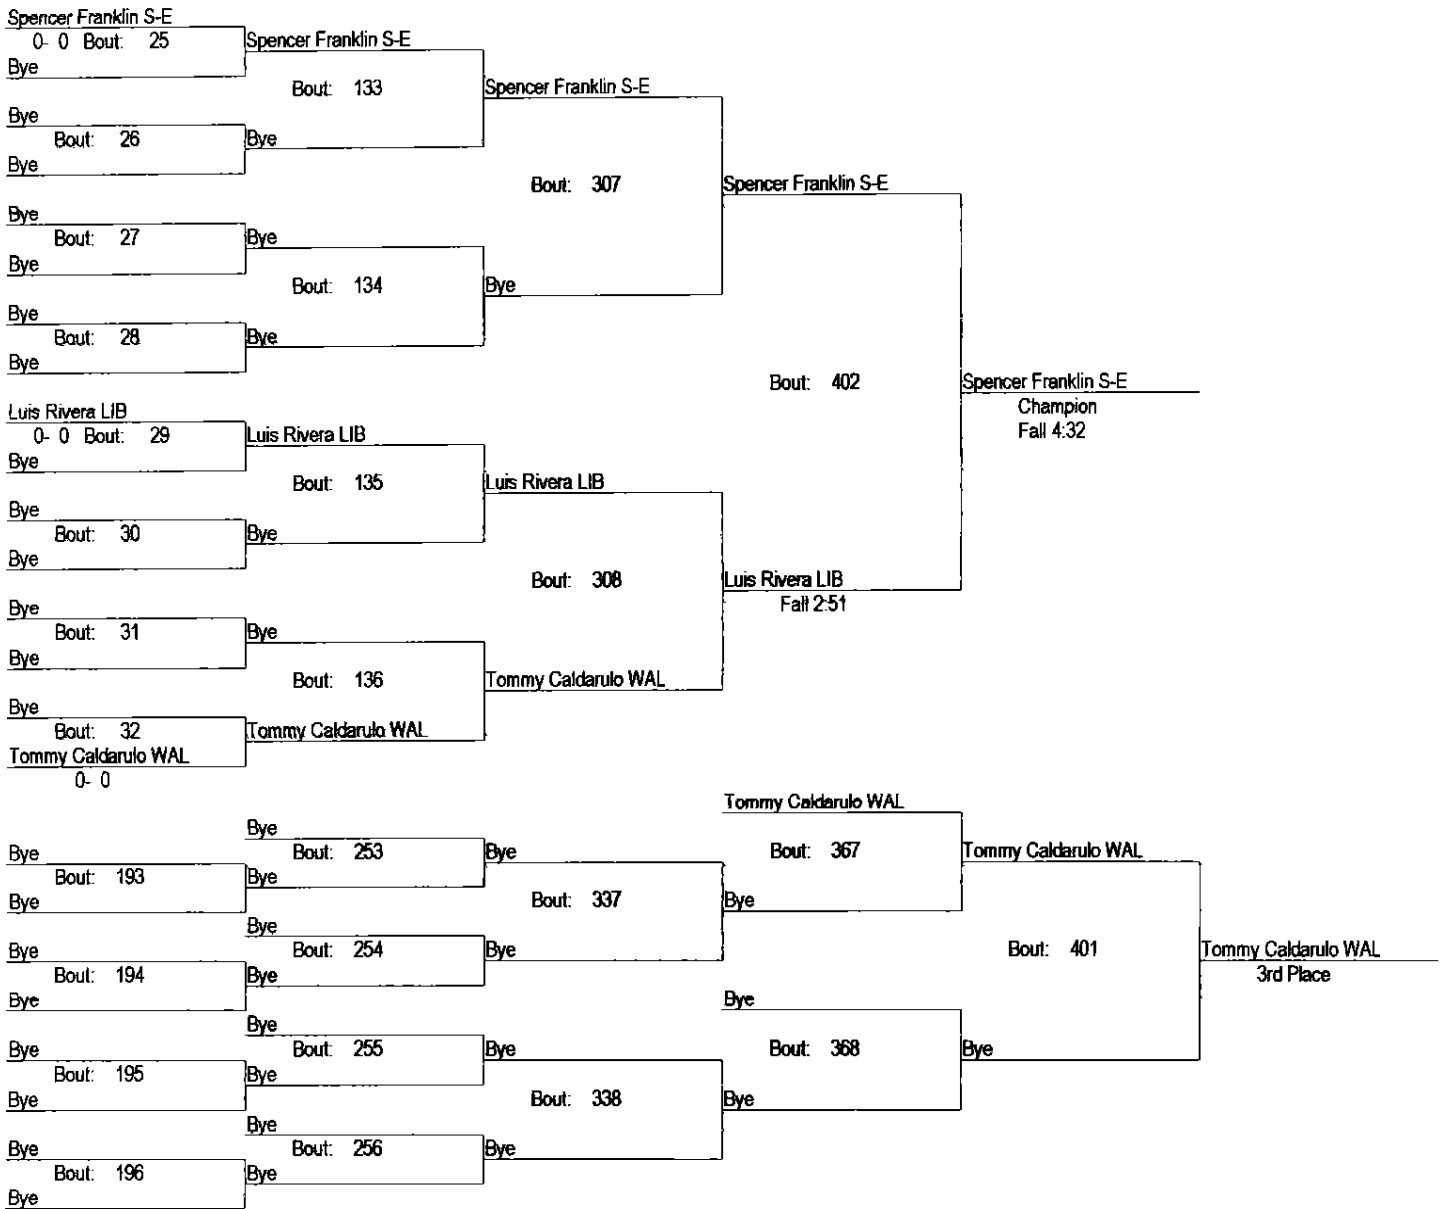 Spencer Franklin S-E
0- 0 Bout: 25
Bye
Bye
Bout: 26
Bye
Bye
Bout: 27
Bye
Bye
Bout: 28
Bye
Luis Rivera LIB
0- 0 Bout: 29
Bye
Bye
Bout: 30
Bye
Bye
Bout: 31
Bye
Bye
Bout: 32
Tommy Caldarulo WAL
0- 0
Spencer Franklin S-E
Bout: 133
Bye
Bye
Bout: 134
Bye
Luis Rivera LIB
Bout: 135
Bye
Bye
Bout: 136
Tommy Caldarulo WAL
Spencer Franklin S-E
Bout: 307
Bye
Luis Rivera LIB
Bout: 308
Tommy Caldarulo WAL
Spencer Franklin S-E
Bout: 402
Luis Rivera LIB
Fall 2:51
Spencer Franklin S-E
Champion
Fall 4:32
Bye
Bout: 193
Bye
Bye
Bout: 194
Bye
Bye
Bout: 195
Bye
Bye
Bout: 196
Bye
Bye
Bout: 253
Bye
Bye
Bout: 254
Bye
Bye
Bout: 255
Bye
Bye
Bout: 256
Bye
Bye
Bout: 337
Bye
Bye
Bout: 338
Bye
Tommy Caldarulo WAL
Bout: 367
Bye
Bye
Bout: 368
Bye
Tommy Caldarulo WAL
Bout: 401
Bye
Tommy Caldarulo WAL
3rd Place